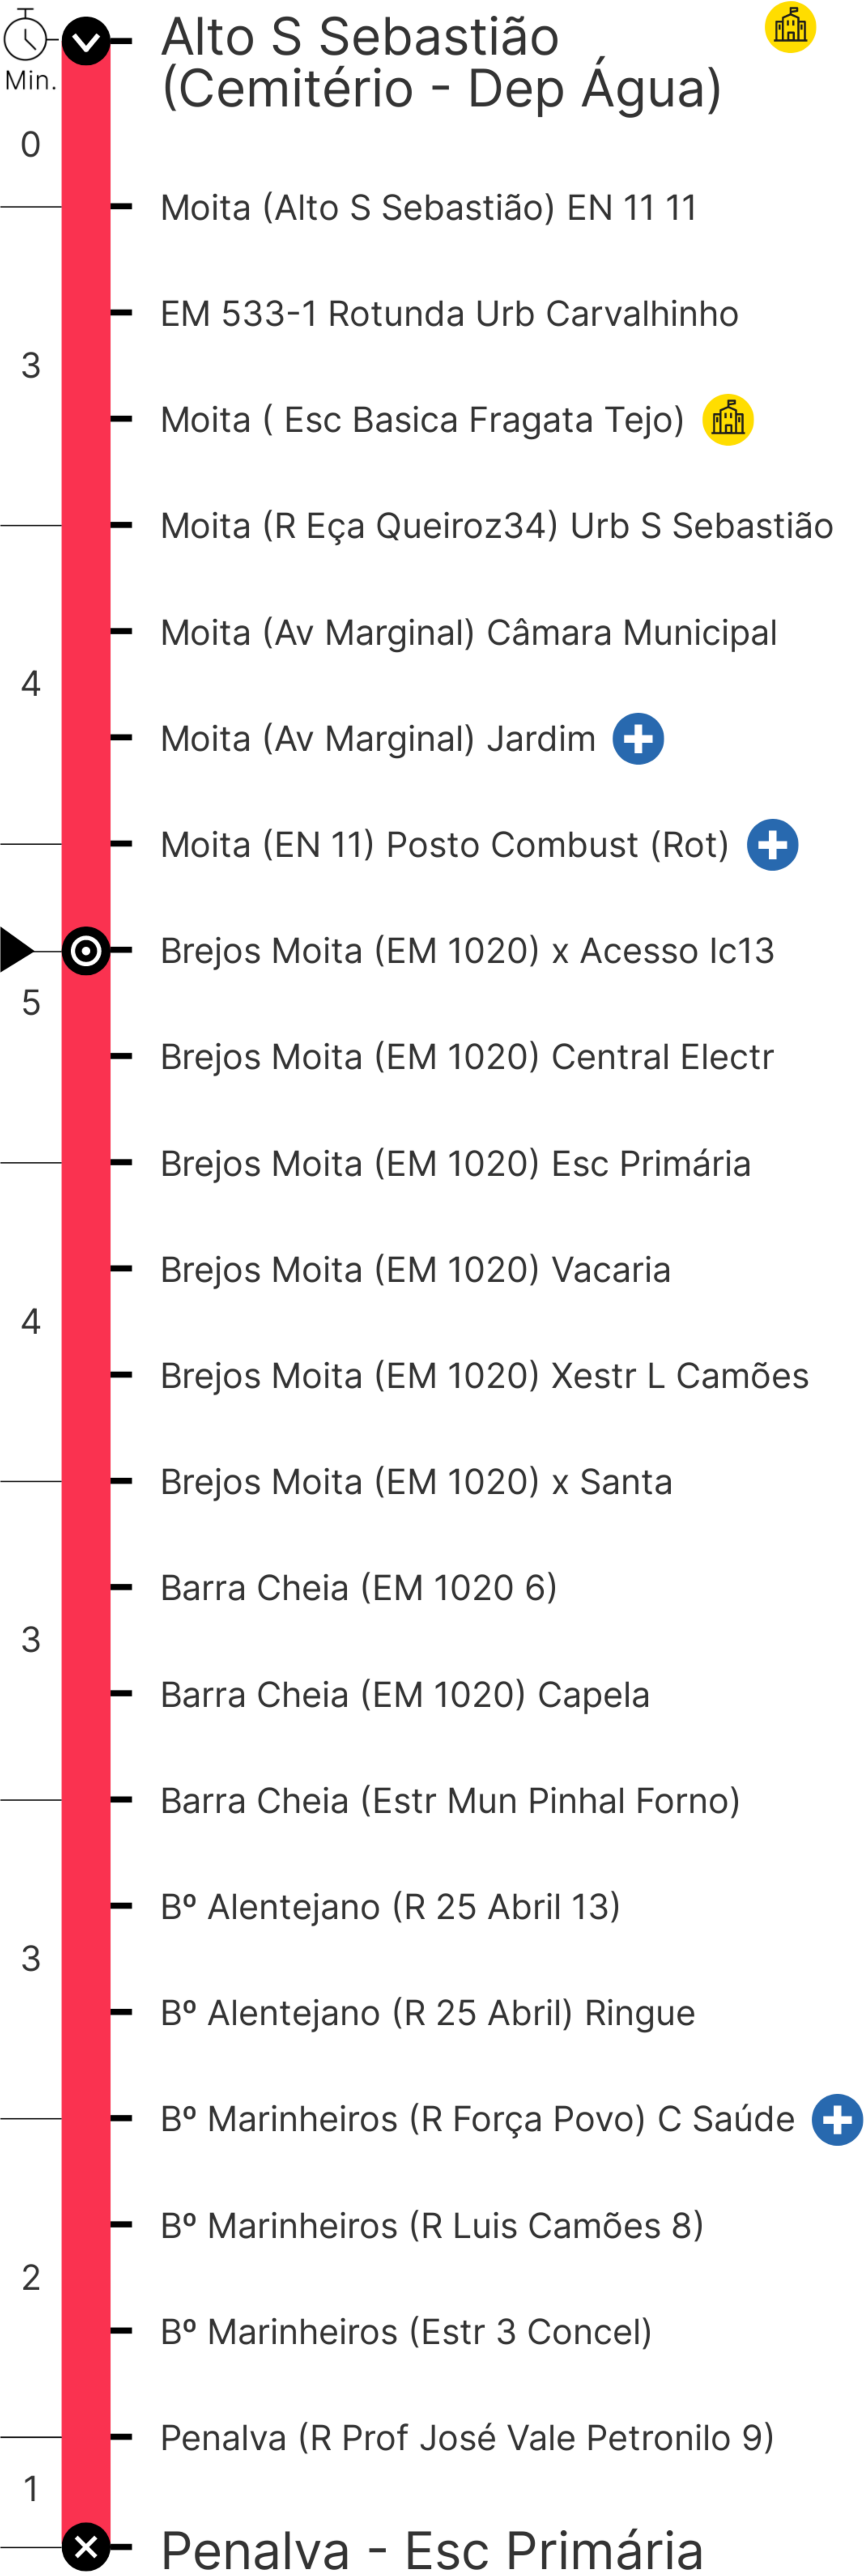 Alto S Sebastião
(Cemitério - Dep Água)
Min.
0
Moita (Alto S Sebastião) EN 11 11
EM 533-1 Rotunda Urb Carvalhinho
3
Moita ( Esc Basica Fragata Tejo)
Moita (R Eça Queiroz34) Urb S Sebastião
Moita (Av Marginal) Câmara Municipal
4
Moita (Av Marginal) Jardim
Moita (EN 11) Posto Combust (Rot)
Brejos Moita (EM 1020) x Acesso Ic13
5
Brejos Moita (EM 1020) Central Electr
Brejos Moita (EM 1020) Esc Primária
Brejos Moita (EM 1020) Vacaria
4
Brejos Moita (EM 1020) Xestr L Camões
Brejos Moita (EM 1020) x Santa
Barra Cheia (EM 1020 6)
3
Barra Cheia (EM 1020) Capela
Barra Cheia (Estr Mun Pinhal Forno)
Bº Alentejano (R 25 Abril 13)
3
Bº Alentejano (R 25 Abril) Ringue
Bº Marinheiros (R Força Povo) C Saúde
Bº Marinheiros (R Luis Camões 8)
2
Bº Marinheiros (Estr 3 Concel)
Penalva (R Prof José Vale Petronilo 9)
1
Penalva - Esc Primária